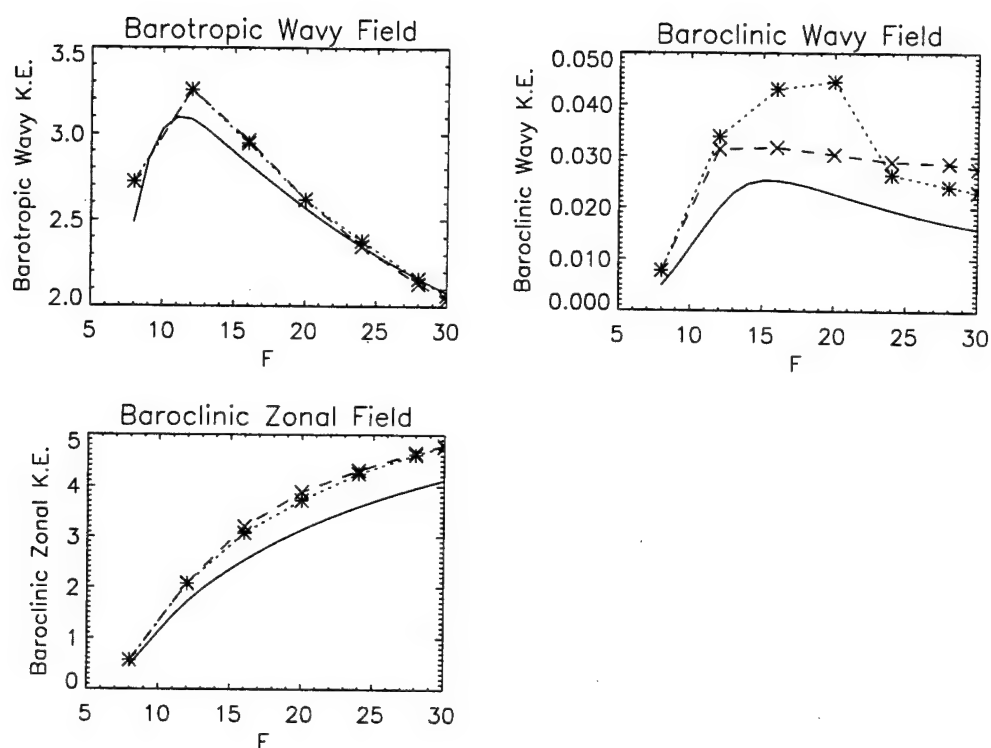 Barotropic Wavy Field
Barotropic Wavy K.E.
3.5
3.0
2.5
2.0
5 10 15 20 25 30
F
Baroclinic Wavy Field
Baroclinic Wavy K.E.
0.050
0.040
0.030
0.020
0.010
0.000
5 10 15 20 25 30
F
Baroclinic Zonal Field
Baroclinic Zonal K.E.
5
4
3
2
1
0
5 10 15 20 25 30
F